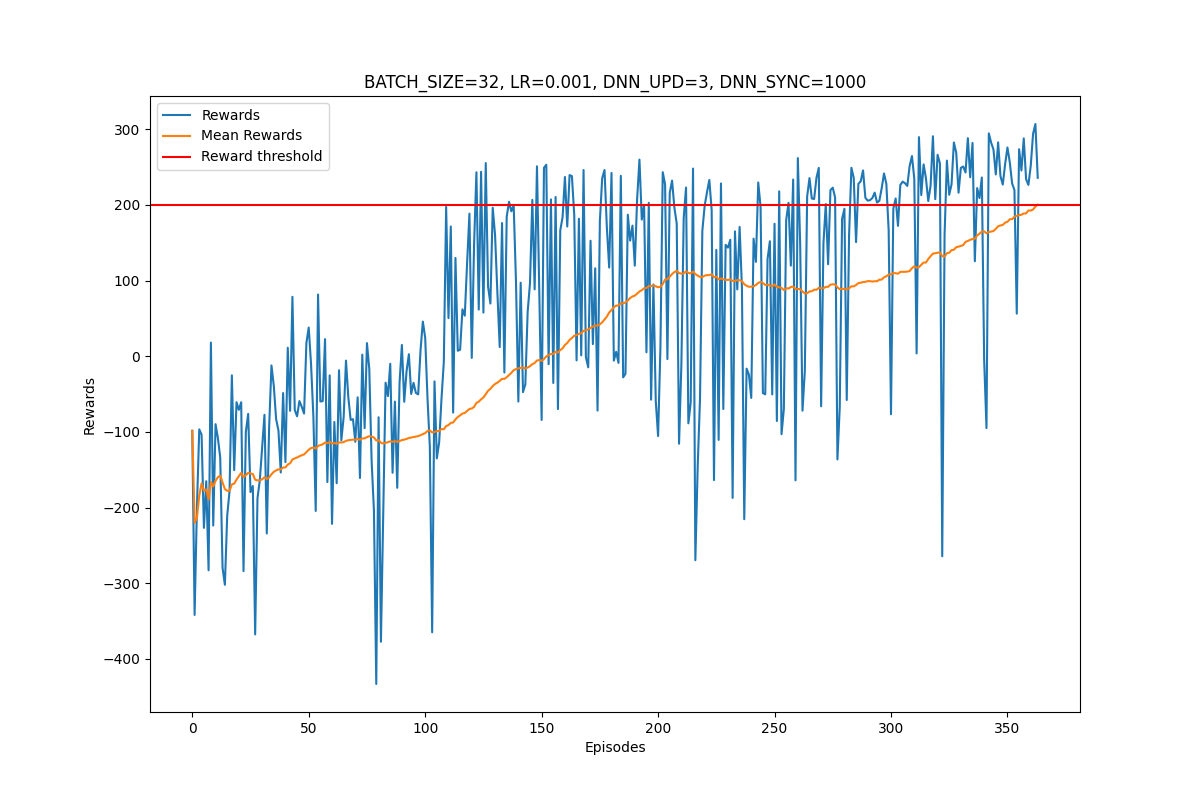 BATCH_SIZE=32, LR=0.001, DNN_UPD=3, DNN_SYNC=1000
Rewards
Mean Rewards
Reward threshold
300
200
100
0
−100
−200
−300
−400
Rewards
0 50 100 150 200 250 300 350
Episodes